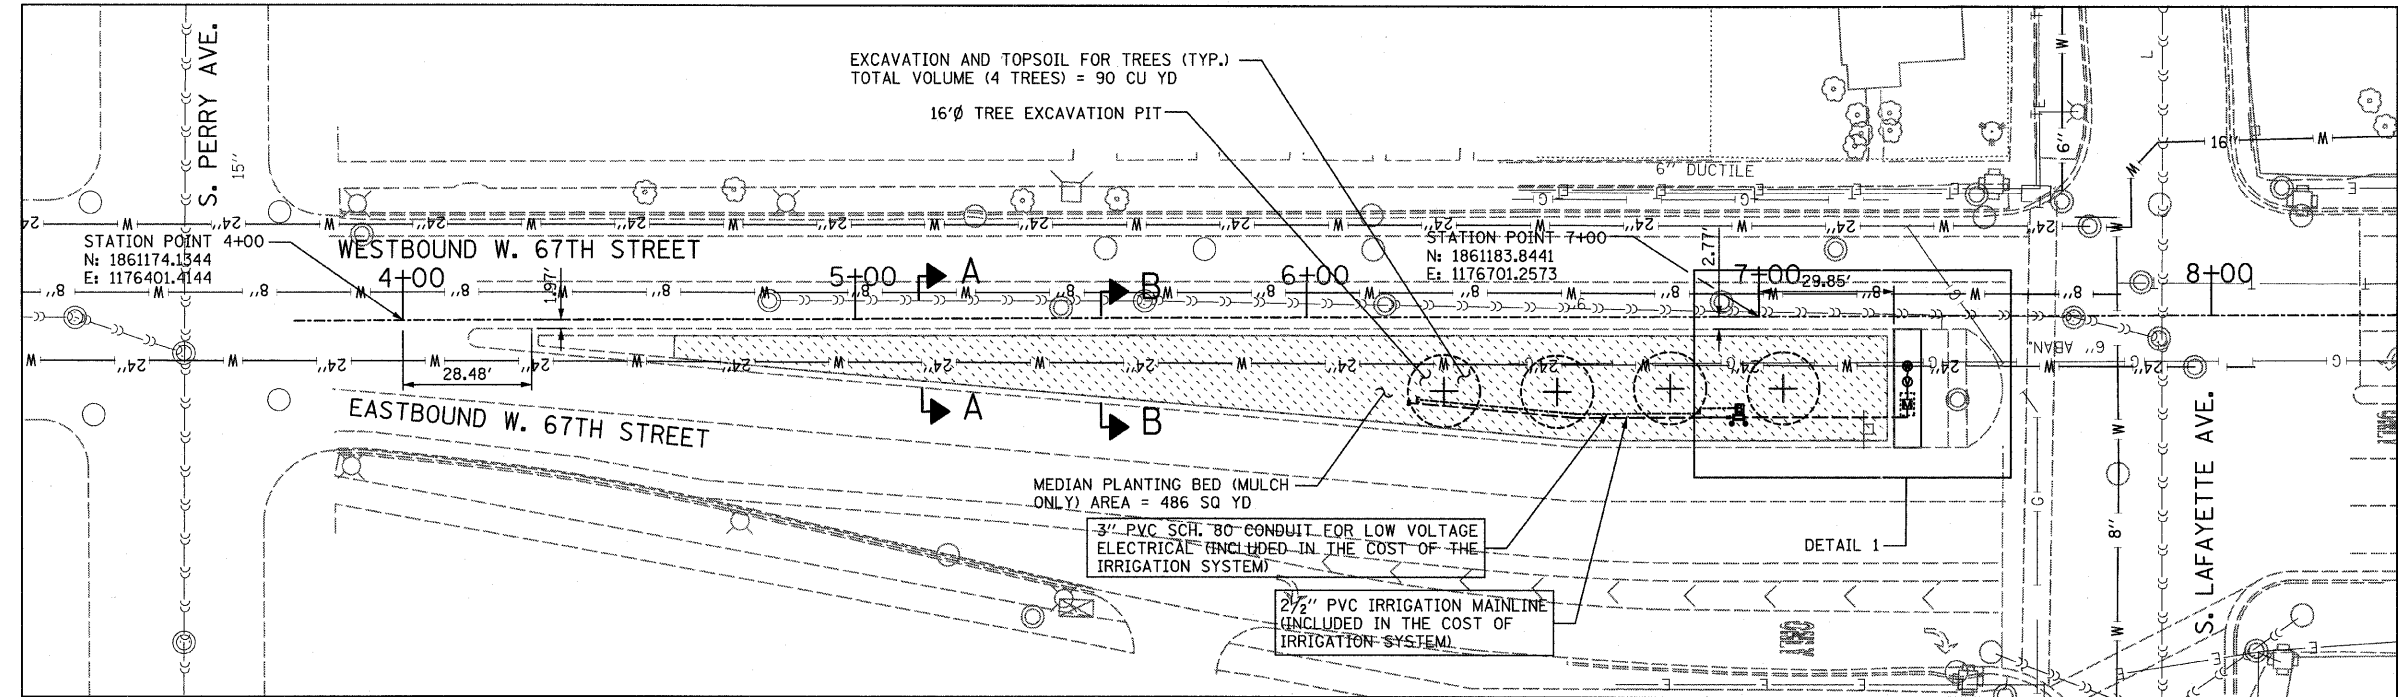 EXCAVATION AND TOPSOIL FOR TREES (TYP.)
TOTAL VOLUME (4 TREES) = 90 CU YD
16'Ø TREE EXCAVATION PIT
S. PERRY AVE.
15"
6" DUCTILE
6"
16"
STATION POINT 4+00
N: 1861174.1344
E: 1176401.4144
WESTBOUND W. 67TH STREET
STATION POINT 7+00
N: 1861183.8441
E: 1176701.2573
4+00
5+00
6+00
7+00
8+00
1.97'
2.77'
29.85'
28.48'
A
B
A
B
6" ABAN.
EASTBOUND W. 67TH STREET
MEDIAN PLANTING BED (MULCH
ONLY) AREA = 486 SQ YD
3" PVC SCH. 80 CONDUIT FOR LOW VOLTAGE
ELECTRICAL (INCLUDED IN THE COST OF THE
IRRIGATION SYSTEM)
2½" PVC IRRIGATION MAINLINE
(INCLUDED IN THE COST OF
IRRIGATION SYSTEM)
DETAIL 1
8"
S. LAFAYETTE AVE.
ONLY